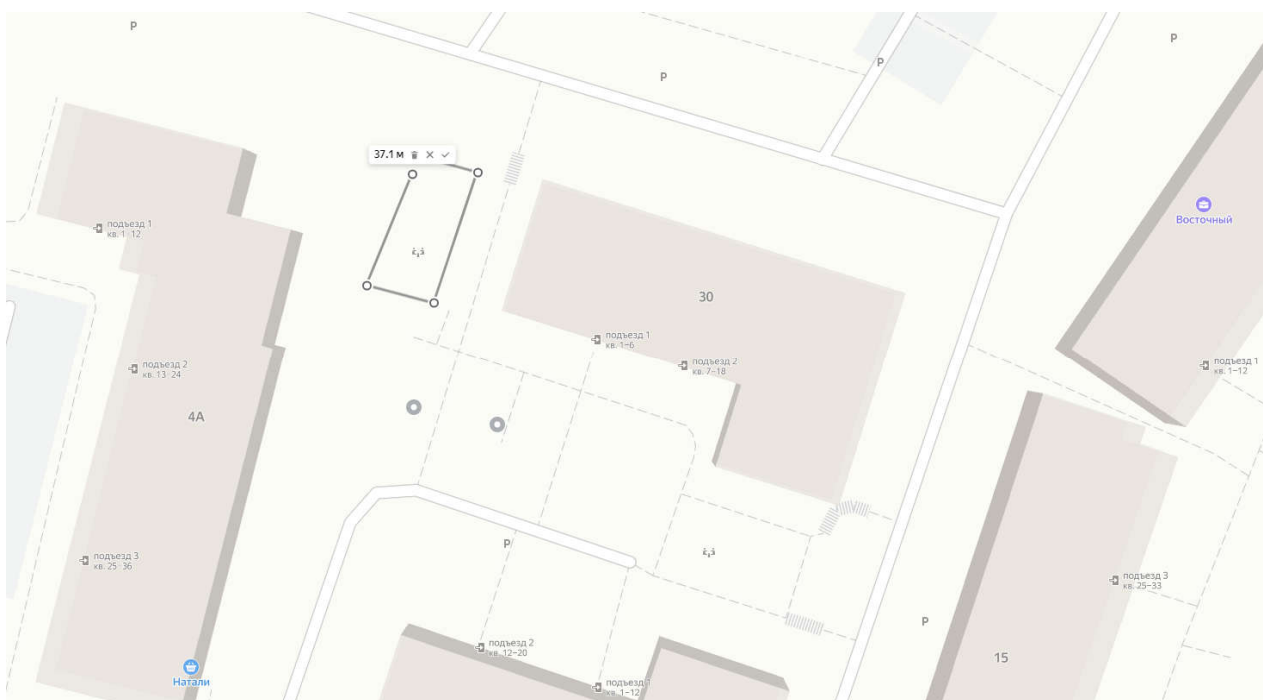 P
P
P
P
37.1 м
подъезд 1
кв. 1–12
Восточный
30
подъезд 1
кв. 1–6
подъезд 2
кв. 7–18
подъезд 1
кв. 1–12
подъезд 2
кв. 13–24
4А
P
подъезд 3
кв. 25–36
подъезд 3
кв. 25–33
P
подъезд 2
кв. 12–20
15
Натали
подъезд 1
кв. 1–12